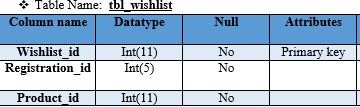 ❖ Table Name: tbl_wishlist
Column name Datatype Null Attributes
Wishlist_id Int(11) No Primary key
Registration_id Int(5) No
Product_id Int(11) No